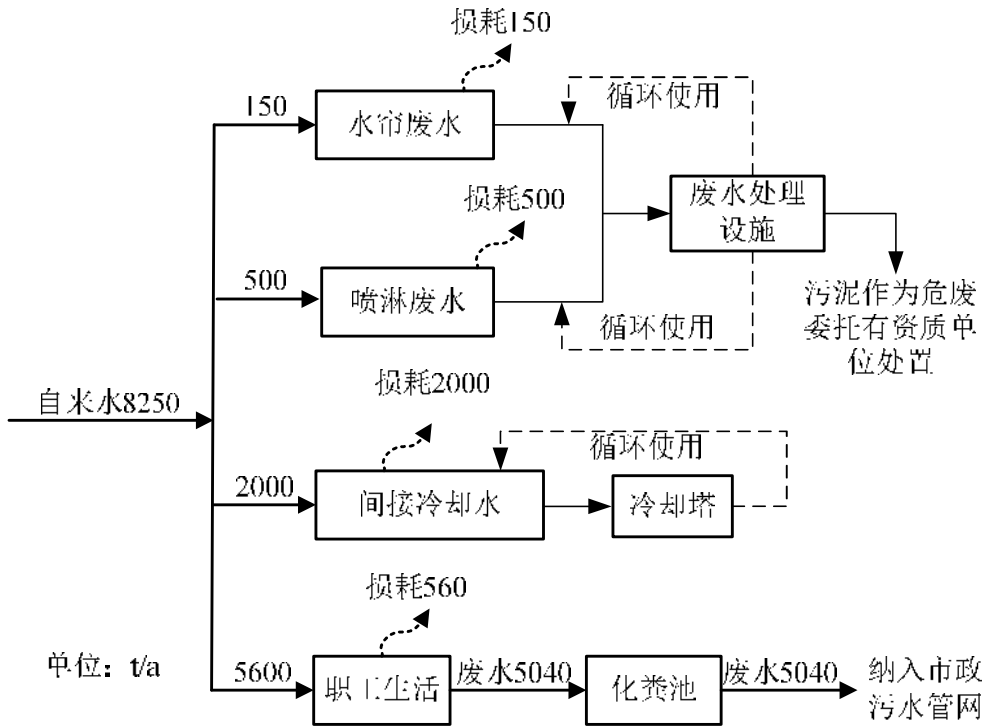 损耗150
循环使用
150
水帘废水
损耗500
废水处理
设施
500
喷淋废水
循环使用
污泥作为危废
委托有资质单
位处置
损耗2000
自来水8250
循环使用
2000
间接冷却水
冷却塔
损耗560
单位：t/a
5600
职工生活
废水5040
化粪池
废水5040
纳入市政
污水管网